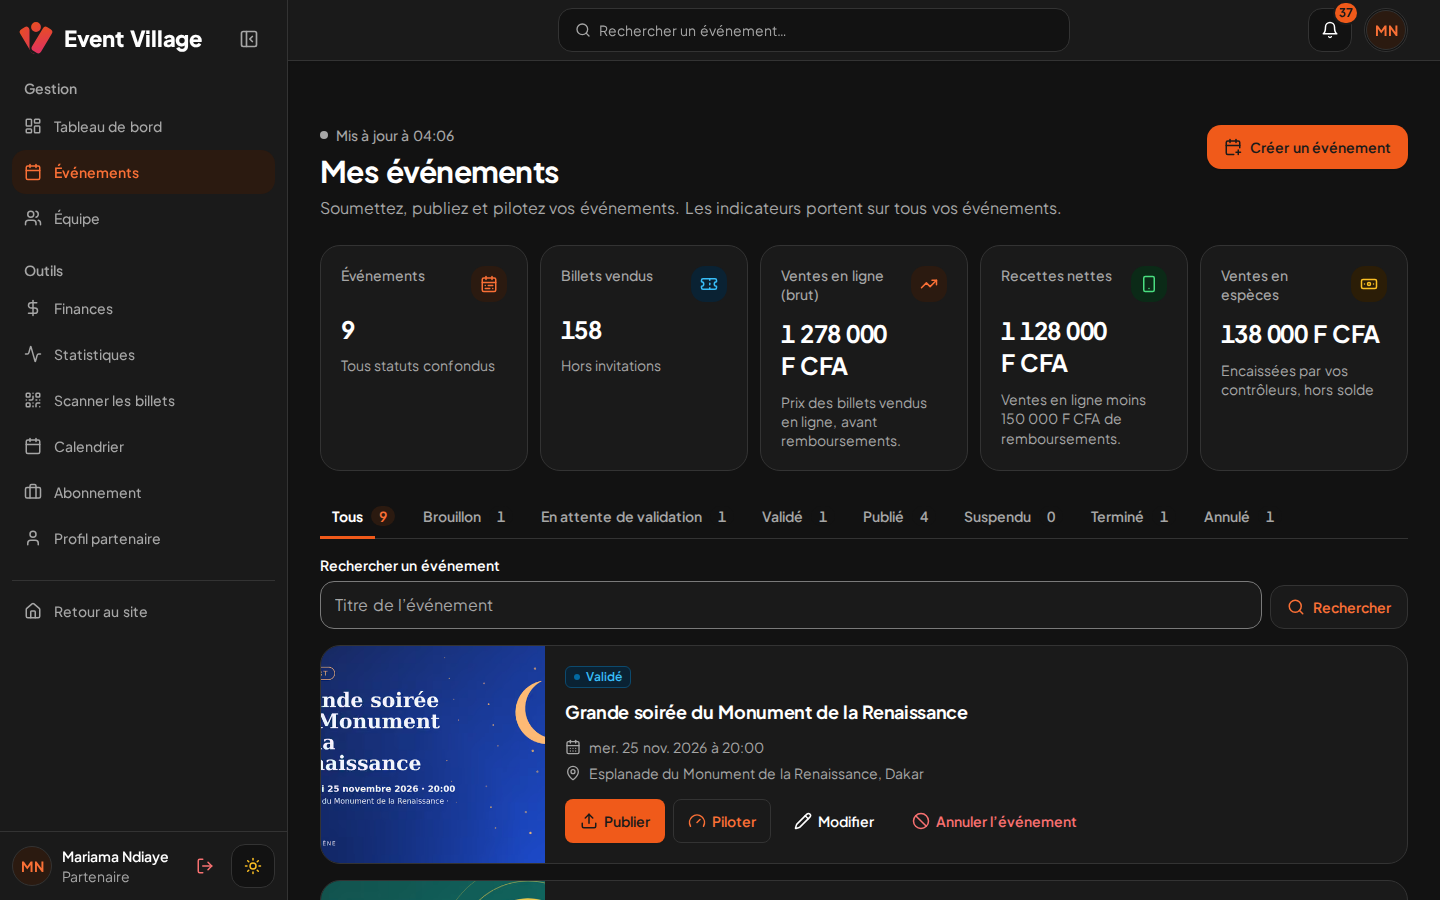 Event Village
Rechercher un événement...
37
MN
Gestion
Tableau de bord
Événements
Équipe
Outils
Finances
Statistiques
Scanner les billets
Calendrier
Abonnement
Profil partenaire
Retour au site
MN
Mariama Ndiaye
Partenaire
Mis à jour à 04:06
Mes événements
Soumettez, publiez et pilotez vos événements. Les indicateurs portent sur tous vos événements.
Créer un événement
Événements
9
Tous statuts confondus
Billets vendus
158
Hors invitations
Ventes en ligne
(brut)
1 278 000
F CFA
Prix des billets vendus
en ligne, avant
remboursements.
Recettes nettes
1 128 000
F CFA
Ventes en ligne moins
150 000 F CFA de
remboursements.
Ventes en
espèces
138 000 F CFA
Encaissées par vos
contrôleurs, hors solde
Tous 9 Brouillon 1 En attente de validation 1 Validé 1 Publié 4 Suspendu 0 Terminé 1 Annulé 1
Rechercher un événement
Titre de l’événement
Rechercher
nde soirée
Monument
a
naissance
i 25 novembre 2026 · 20:00
du Monument de la Renaissance ·
ÈNE
Validé
Grande soirée du Monument de la Renaissance
mer. 25 nov. 2026 à 20:00
Esplanade du Monument de la Renaissance, Dakar
Publier
Piloter
Modifier
Annuler l’événement